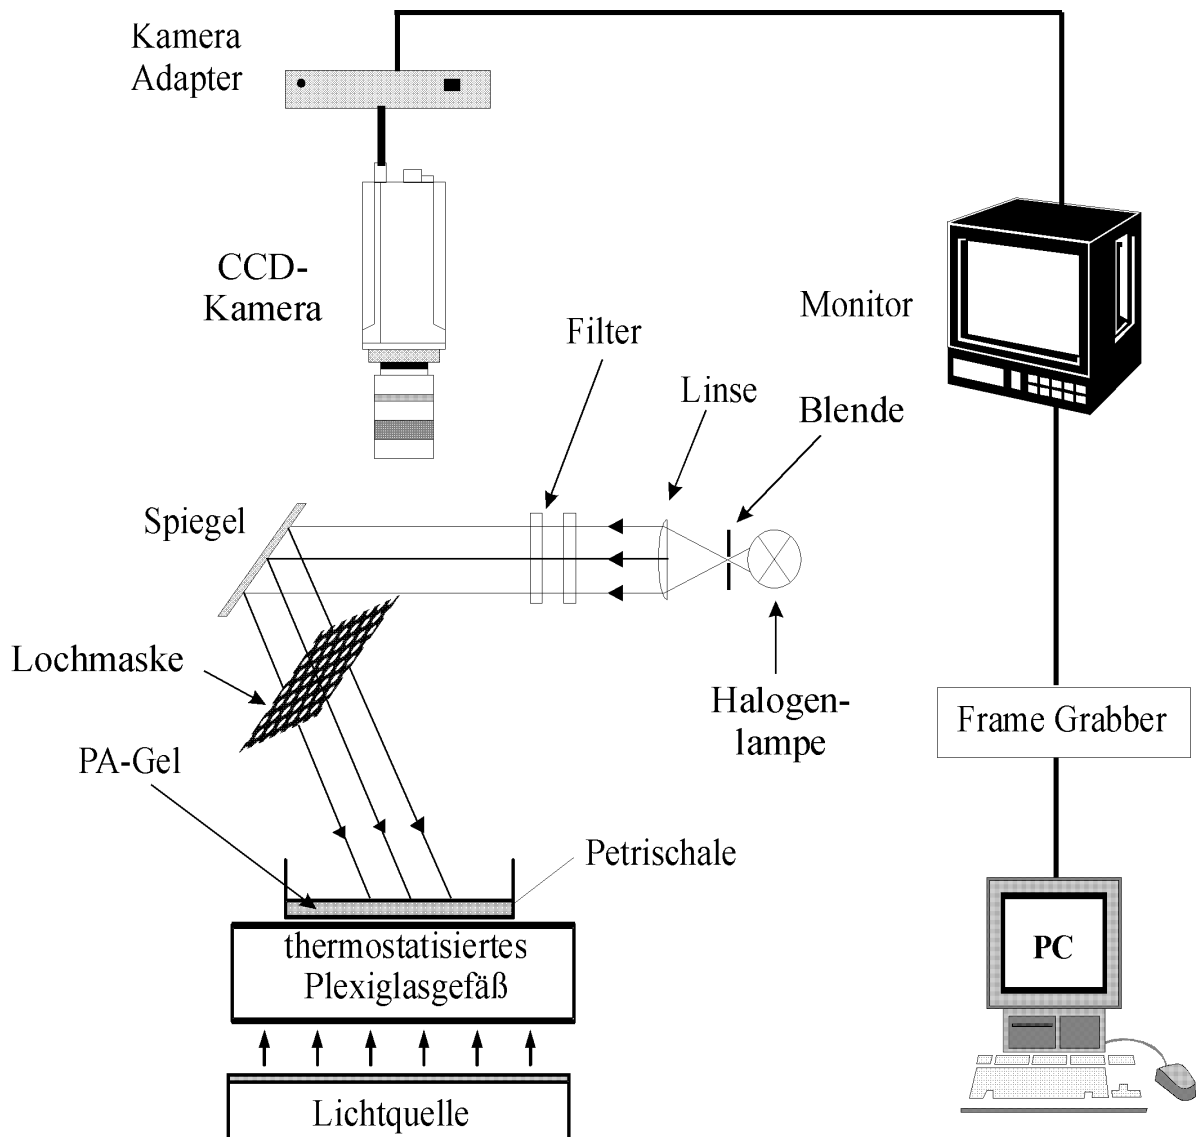 Kamera
Adapter
CCD-
Kamera
Filter
Linse
Blende
Monitor
Spiegel
Lochmaske
Halogen-
lampe
Frame Grabber
PA-Gel
Petrischale
thermostatisiertes
Plexiglasgefäß
PC
Lichtquelle